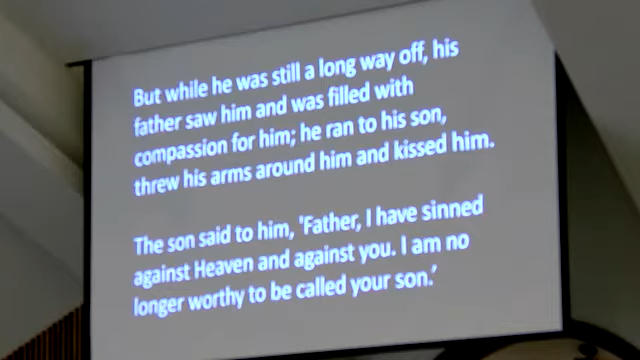 But while he was still a long way off, his
father saw him and was filled with
compassion for him; he ran to his son,
threw his arms around him and kissed him.
The son said to him, 'Father, I have sinned
against Heaven and against you. I am no
longer worthy to be called your son.'